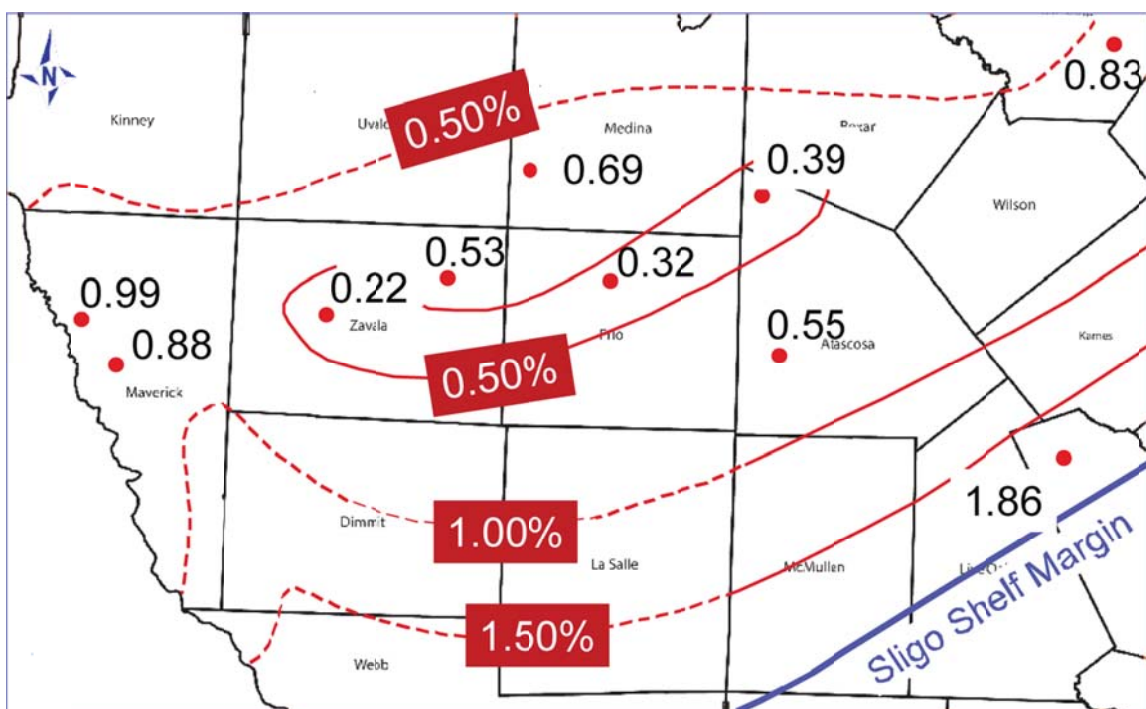 N
0.83
Kinney
0.50%
Medina
0.69
0.39
Wilson
0.53
0.32
0.99
0.22
Zavala
0.88
0.55
Maverick
0.50%
Atascosa
Karnes
Dimmit
1.00%
1.86
La Salle
McMullen
1.50%
Webb
Sligo Shelf Margin